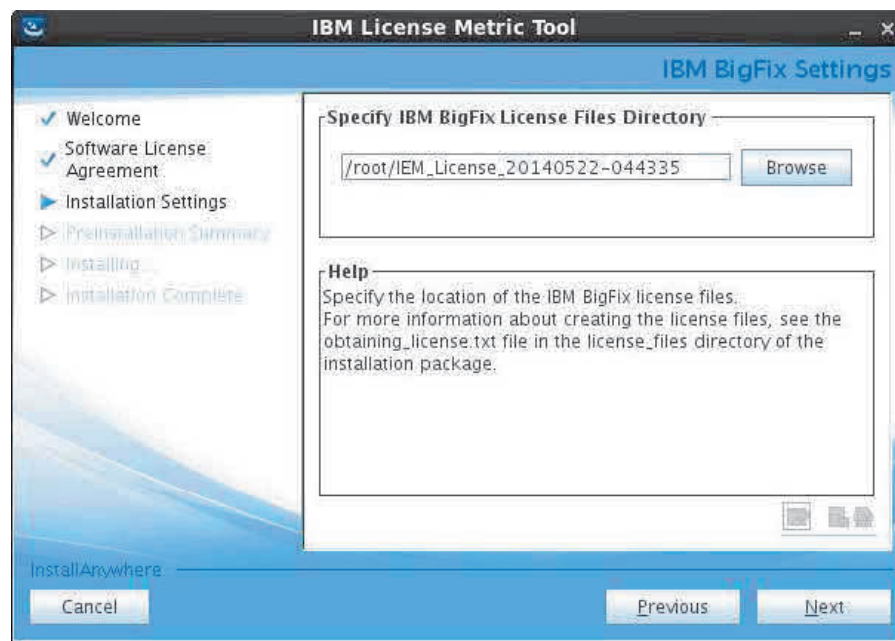 IBM License Metric Tool
IBM BigFix Settings
Welcome
Software License
Agreement
Installation Settings
Preinstallation Summary
Installing...
Installation Complete
Specify IBM BigFix License Files Directory
/root/IEM_License_20140522-044335
Browse
Help
Specify the location of the IBM BigFix license files.
For more information about creating the license files, see the
obtaining_license.txt file in the license_files directory of the
installation package.
InstallAnywhere
Cancel
Previous
Next